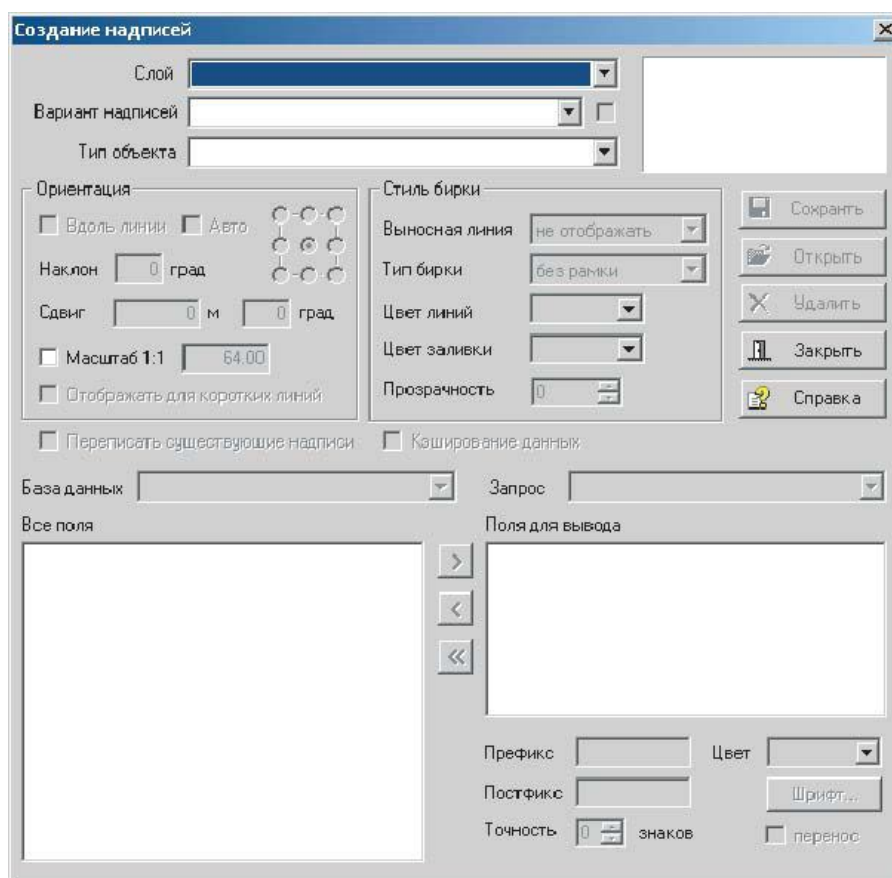 Создание надписей
Слой
Вариант надписей
Тип объекта
Ориентация
Вдоль линии Авто
Наклон 0 град
Сдвиг 0 м 0 град
Масштаб 1:1 64.00
Отображать для коротких линий
Стиль бирки
Выносная линия не отображать
Тип бирки без рамки
Цвет линий
Цвет заливки
Прозрачность 0
Сохранть
Открыть
Удалить
Закрыть
Справка
Переписать существующие надписи Кэширование данных
База данных Запрос
Все поля Поля для вывода
> 
<
<<
Префикс Цвет
Постфикс Шрифт...
Точность 0 знаков перенос